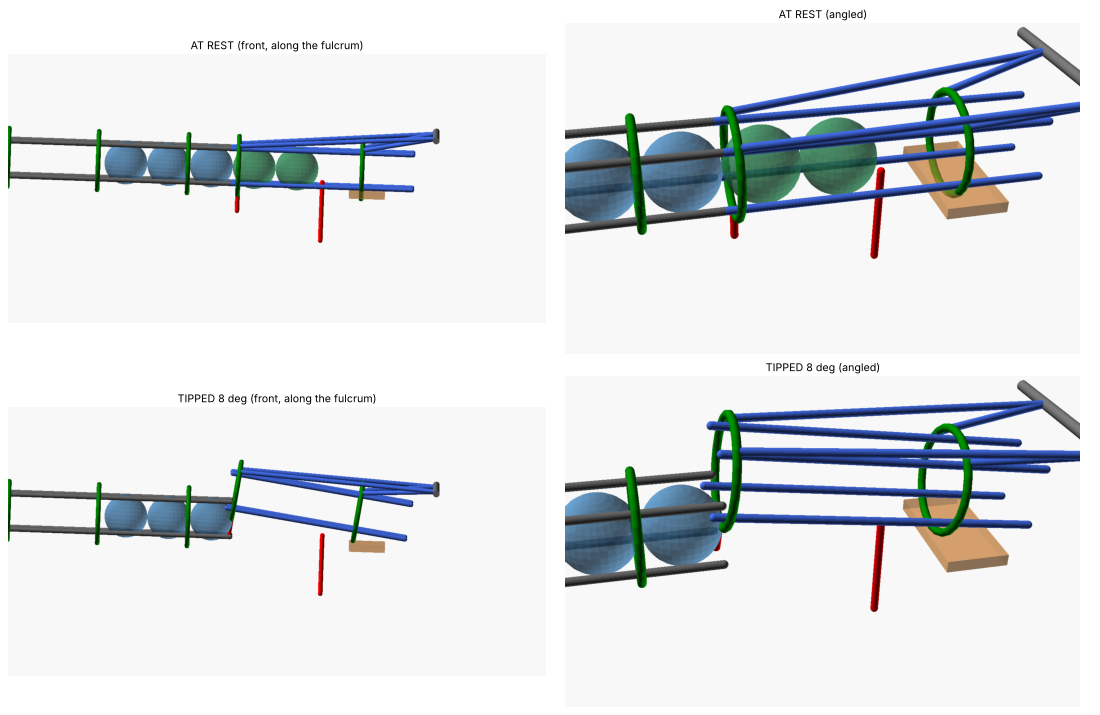 AT REST (front, along the fulcrum)
AT REST (angled)
TIPPED 8 deg (front, along the fulcrum)
TIPPED 8 deg (angled)